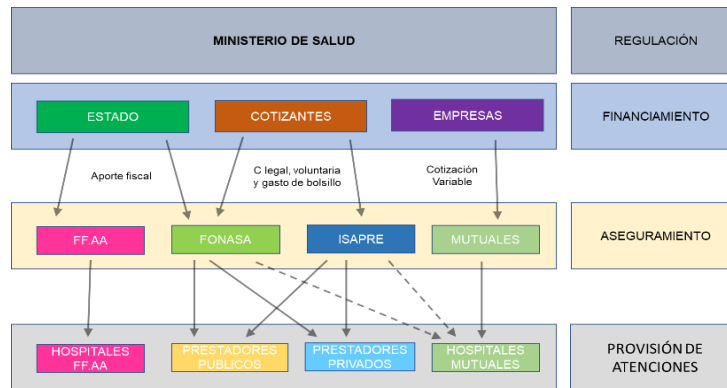 MINISTERIO DE SALUD
REGULACIÓN
ESTADO
COTIZANTES
EMPRESAS
FINANCIAMIENTO
Aporte fiscal
C legal, voluntaria
y gasto de bolsillo
Cotización
Variable
FF.AA
FONASA
ISAPRE
MUTUALES
ASEGURAMIENTO
HOSPITALES
FF.AA
PRESTADORES
PUBLICOS
PRESTADORES
PRIVADOS
HOSPITALES
MUTUALES
PROVISIÓN DE
ATENCIONES